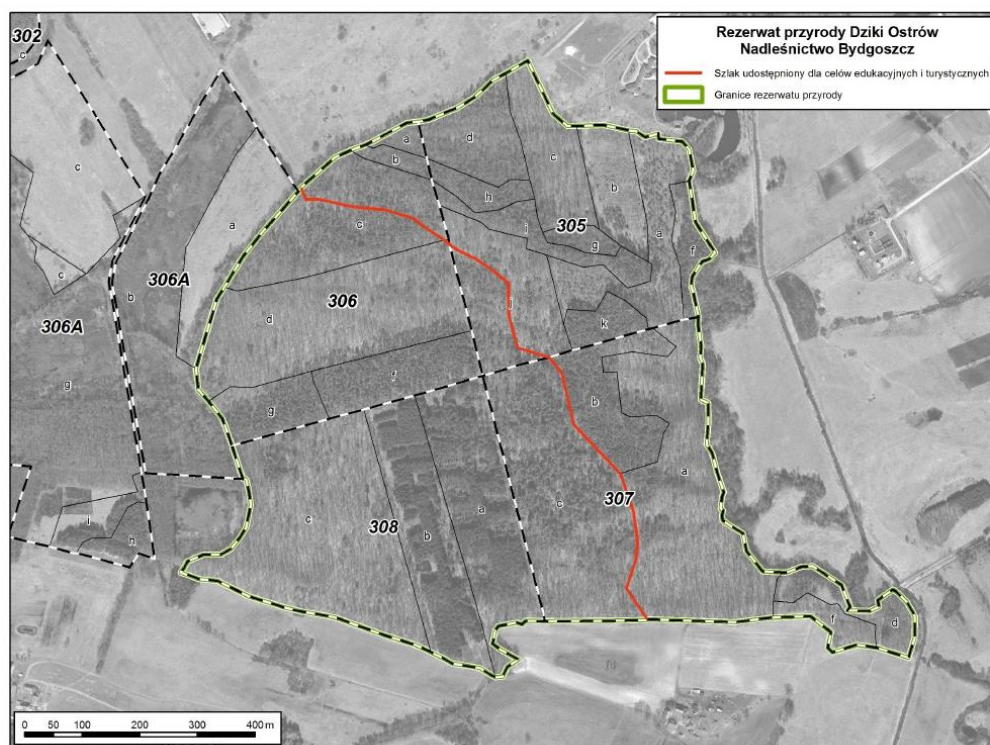 Rezerwat przyrody Dziki Ostrów
Nadleśnictwo Bydgoszcz
Szlak udostępniony dla celów edukacyjnych i turystycznych
Granice rezerwatu przyrody
302
c
c
a
d
b
c
b
h
a
c
i
305
g
a
f
c
306A
b
306A
306
d
j
k
g
f
g
b
a
c
308
b
a
c
307
i
h
f
d
0 50 100 200 300 400 m